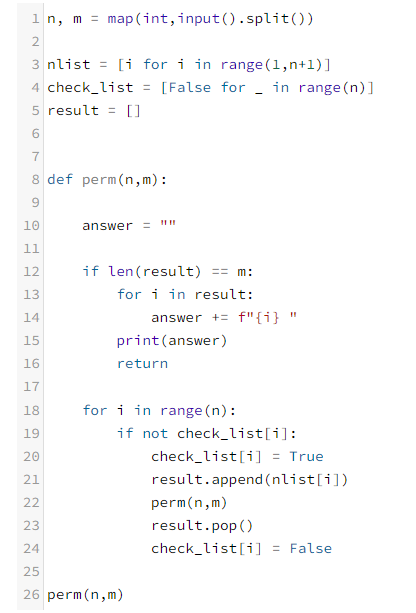 1 n, m = map(int,input().split())
2
3 nlist = [i for i in range(1,n+1)]
4 check_list = [False for _ in range(n)]
5 result = []
6
7
8 def perm(n,m):
9
10     answer = ""
11
12     if len(result) == m:
13         for i in result:
14             answer += f"{i} "
15         print(answer)
16         return
17
18     for i in range(n):
19         if not check_list[i]:
20             check_list[i] = True
21             result.append(nlist[i])
22             perm(n,m)
23             result.pop()
24             check_list[i] = False
25
26 perm(n,m)